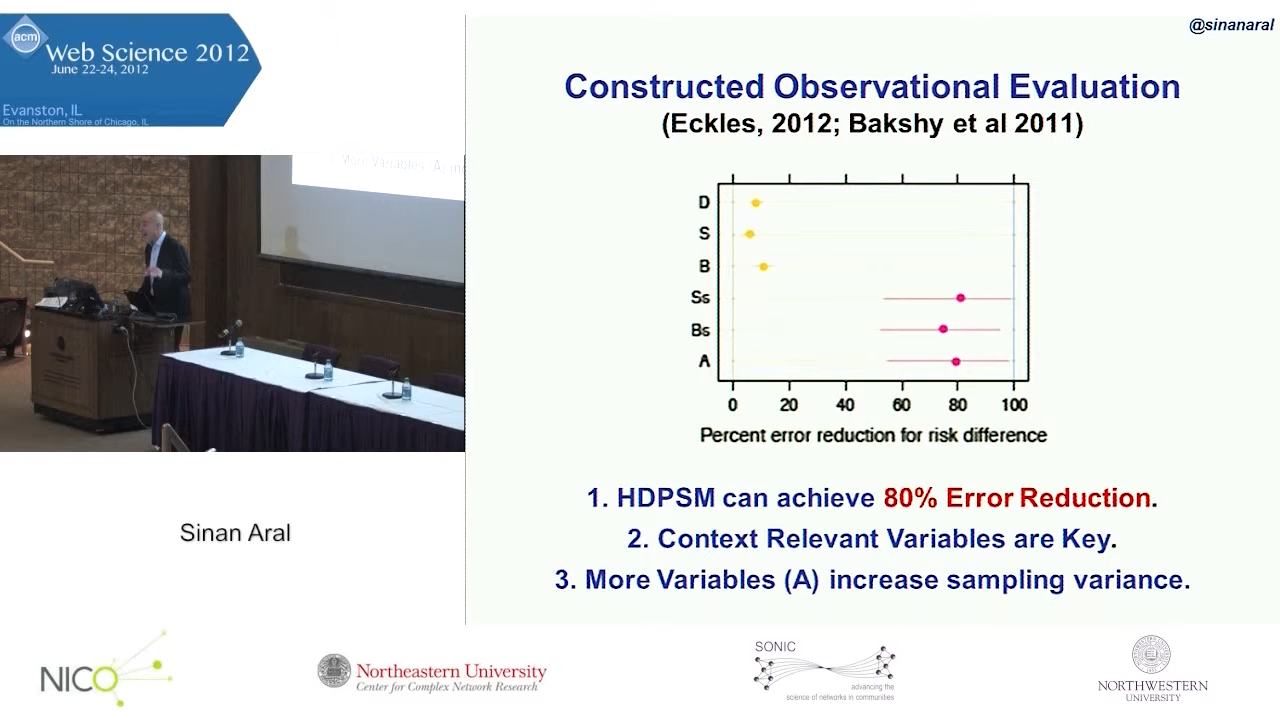 acm
Web Science 2012
June 22-24, 2012
Evanston, IL
On the Northern Shore of Chicago, IL
@sinanaral
Constructed Observational Evaluation
(Eckles, 2012; Bakshy et al 2011)
D
S
B
Ss
Bs
A
0 20 40 60 80 100
Percent error reduction for risk difference
1. HDPSM can achieve 80% Error Reduction.
2. Context Relevant Variables are Key.
3. More Variables (A) increase sampling variance.
More Variables (A) in
Sinan Aral
NICO
Northeastern University
Center for Complex Network Research
SONIC
advancing the
science of networks in communities
NORTHWESTERN
UNIVERSITY